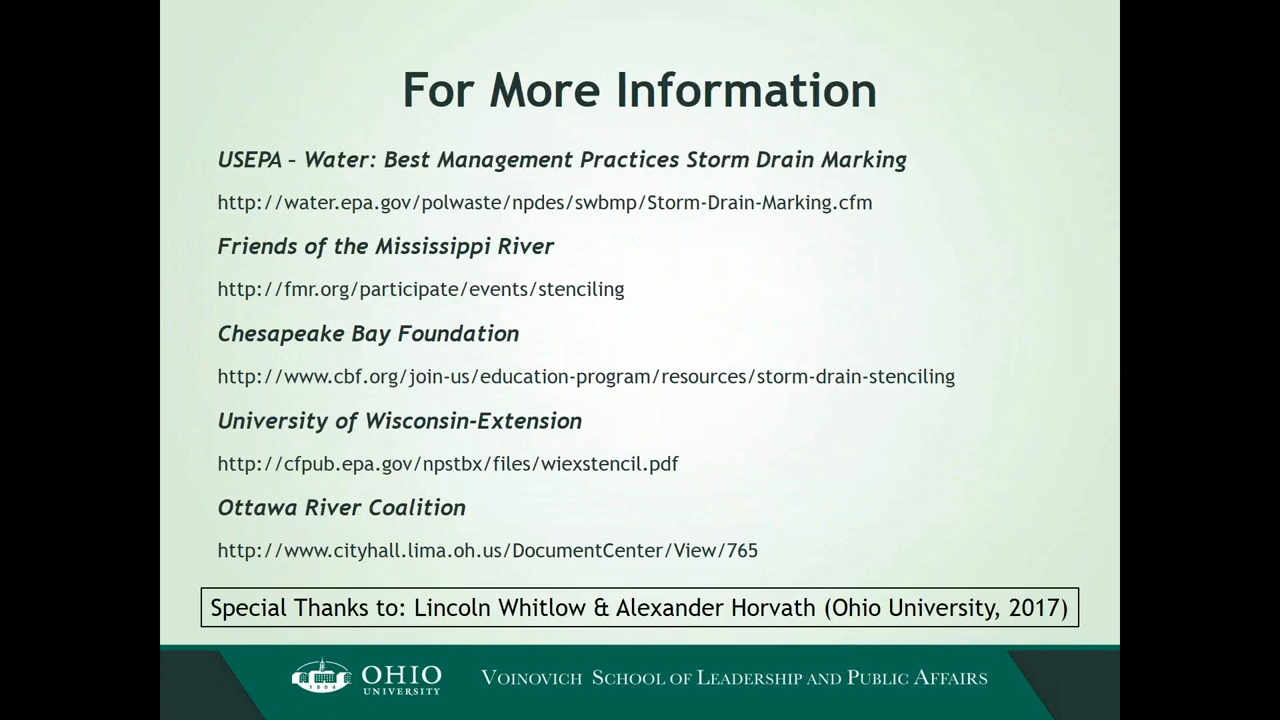 For More Information
USEPA – Water: Best Management Practices Storm Drain Marking
http://water.epa.gov/polwaste/npdes/swbmp/Storm-Drain-Marking.cfm
Friends of the Mississippi River
http://fmr.org/participate/events/stenciling
Chesapeake Bay Foundation
http://www.cbf.org/join-us/education-program/resources/storm-drain-stenciling
University of Wisconsin-Extension
http://cfpub.epa.gov/npstbx/files/wiexstencil.pdf
Ottawa River Coalition
http://www.cityhall.lima.oh.us/DocumentCenter/View/765
Special Thanks to: Lincoln Whitlow & Alexander Horvath (Ohio University, 2017)
1804
OHIO
UNIVERSITY
VOINOVICH SCHOOL OF LEADERSHIP AND PUBLIC AFFAIRS